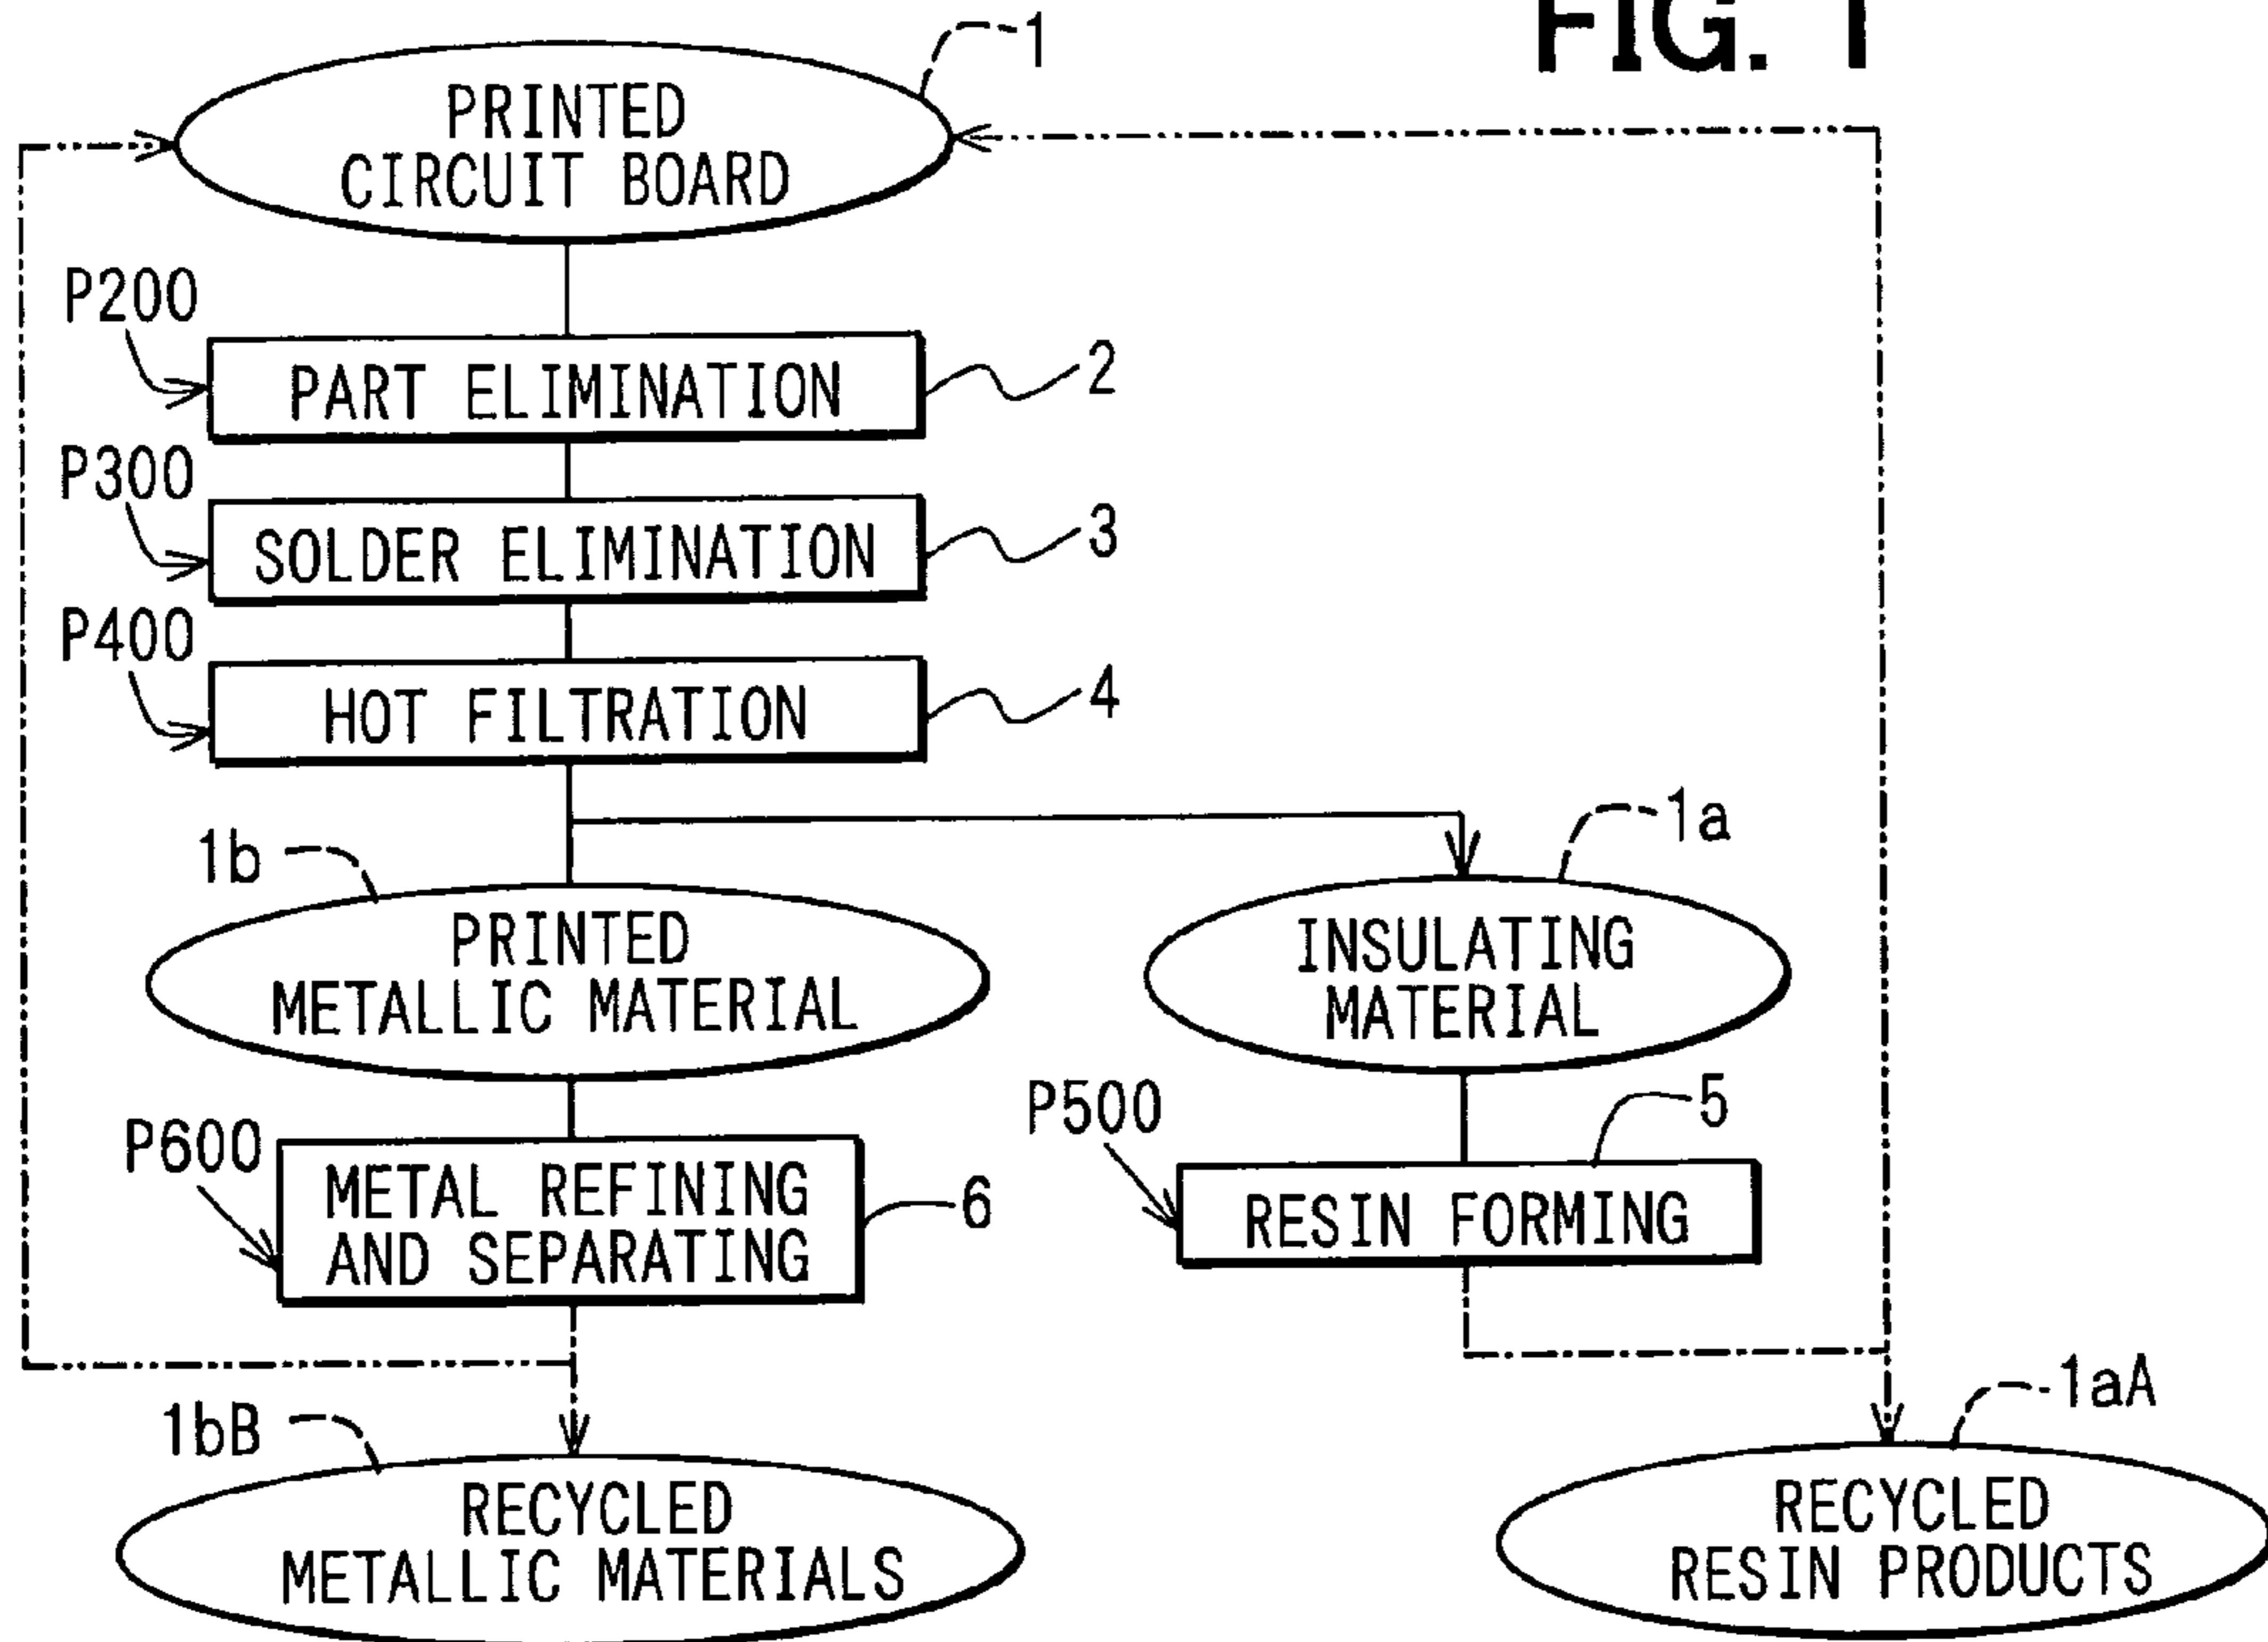 FIG. 1
1
PRINTED
CIRCUIT BOARD
P200
PART ELIMINATION
2
P300
SOLDER ELIMINATION
3
P400
HOT FILTRATION
4
1b
PRINTED
METALLIC MATERIAL
1a
INSULATING
MATERIAL
P600
METAL REFINING
AND SEPARATING
6
P500
RESIN FORMING
5
1bB
RECYCLED
METALLIC MATERIALS
1aA
RECYCLED
RESIN PRODUCTS